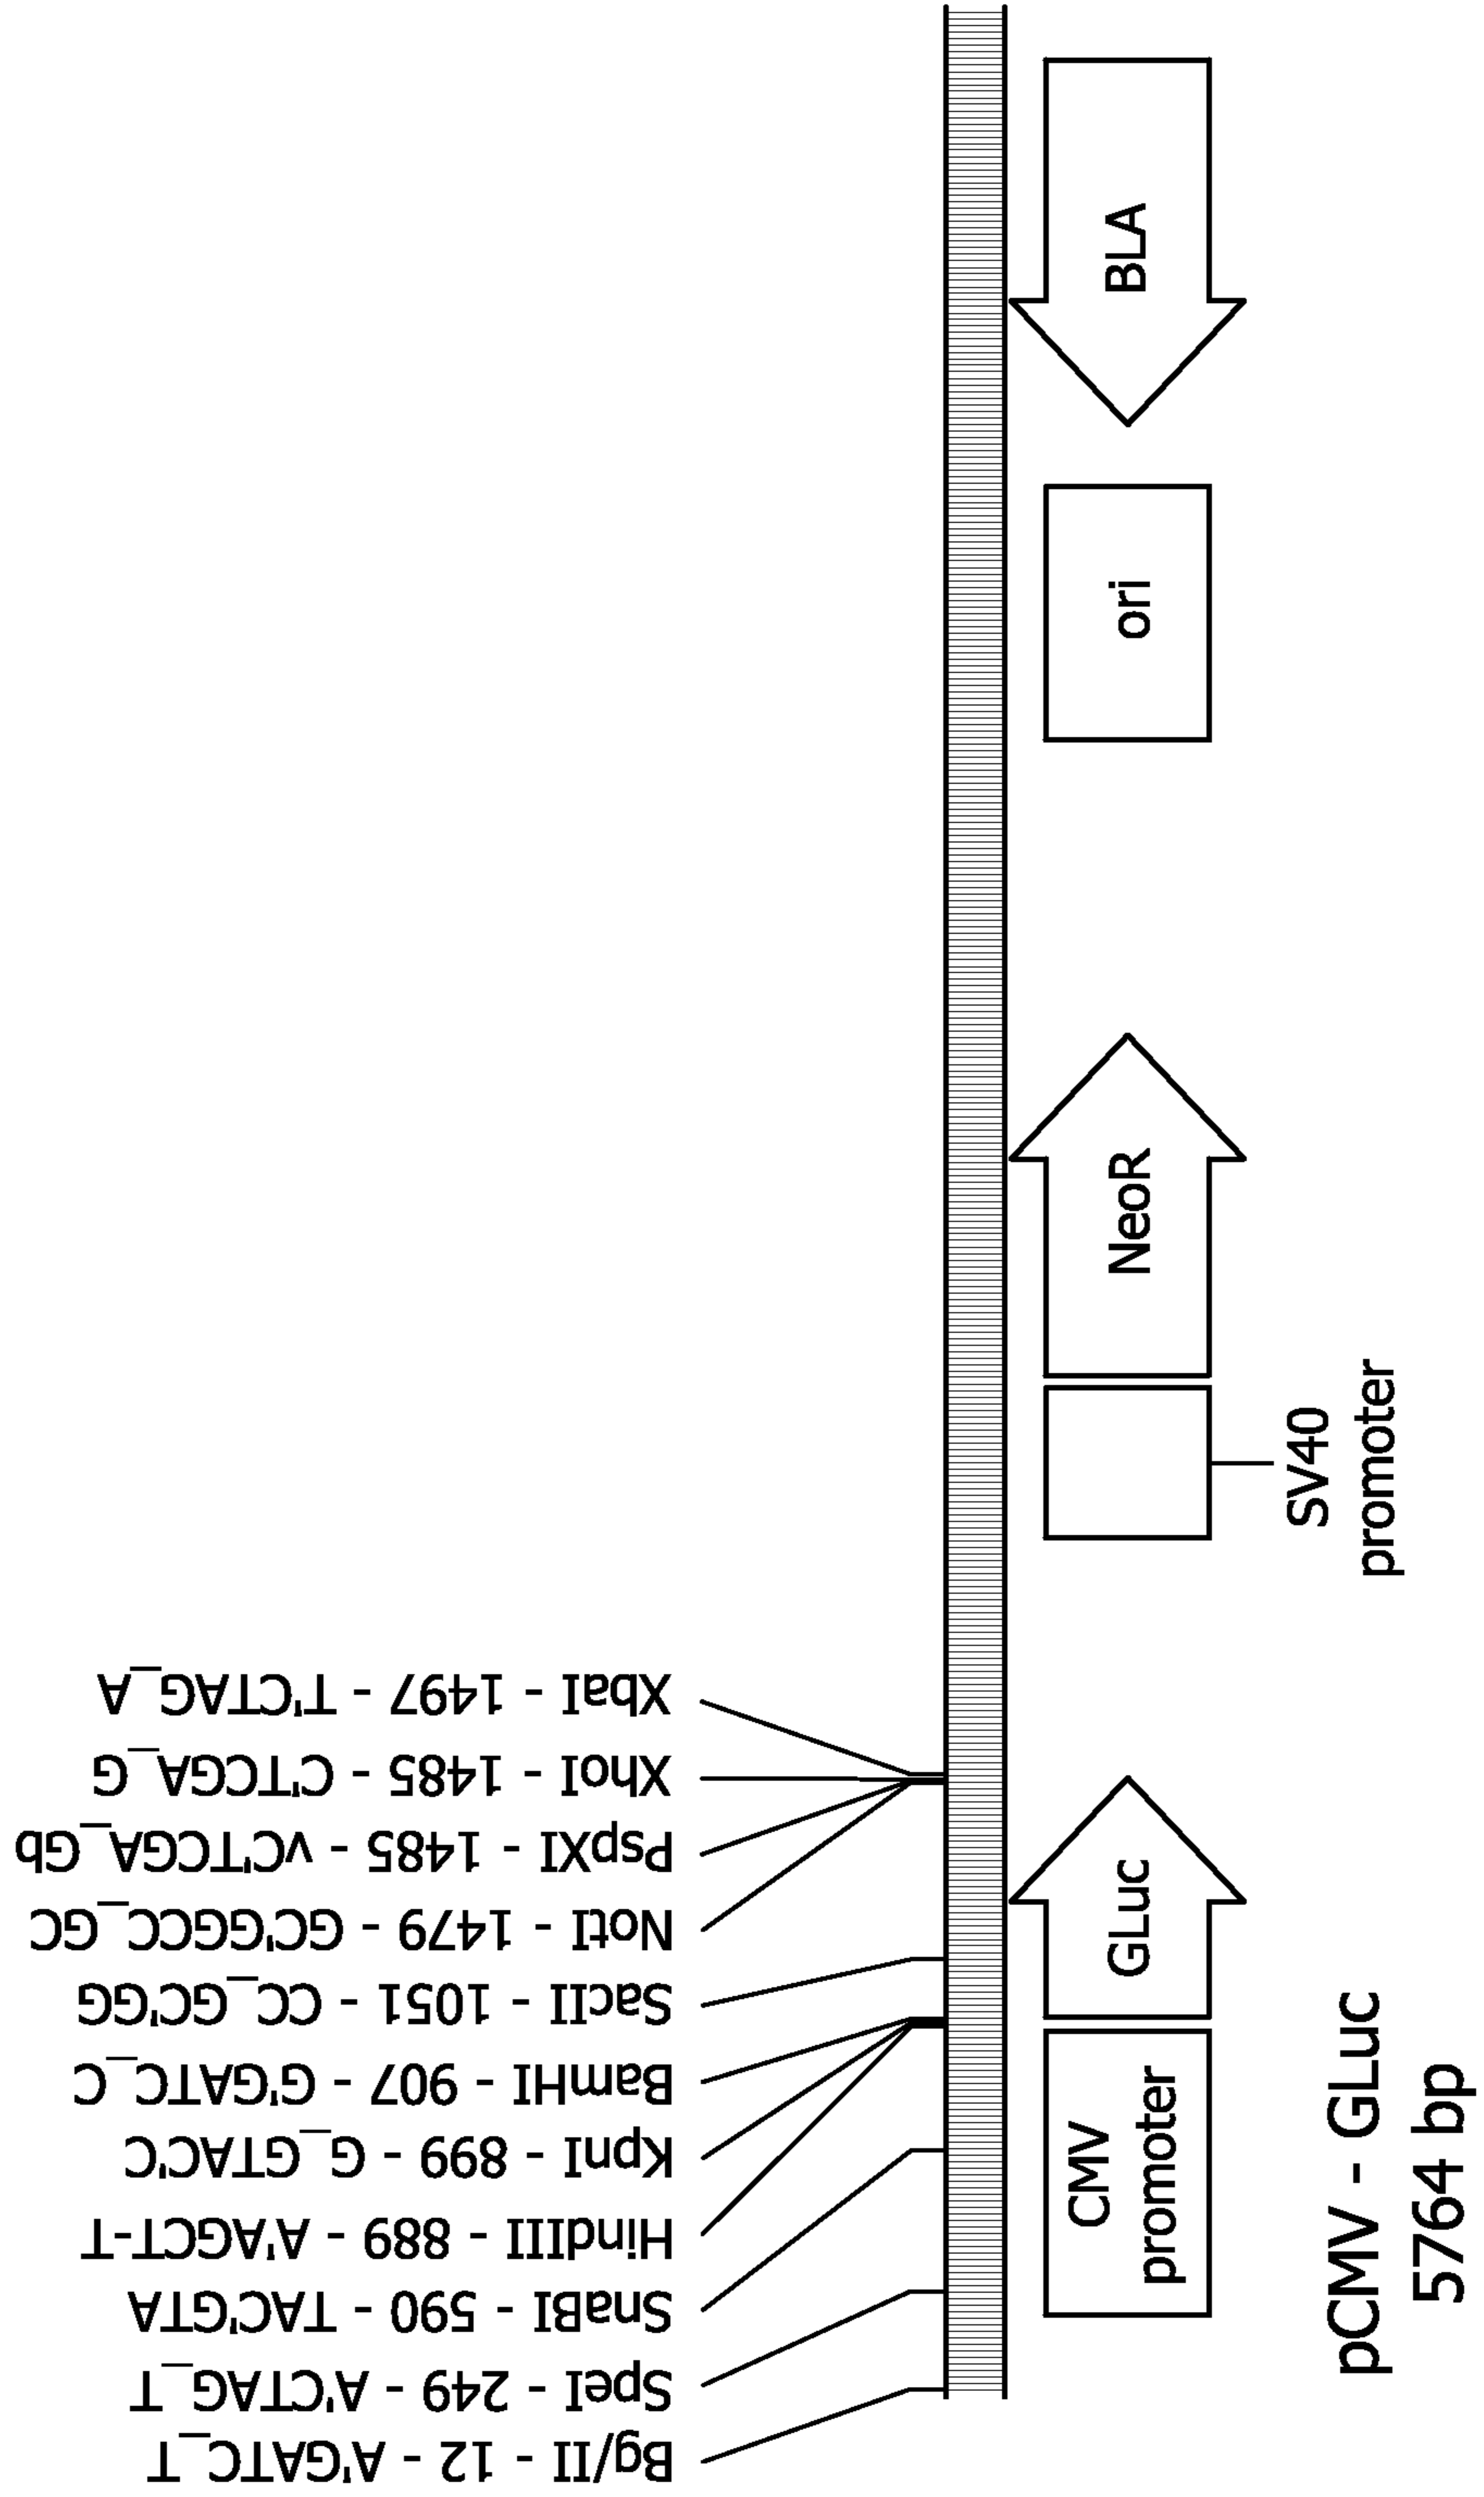 Bg/II - 12 - A'GATC_T
SpeI - 249 - A'CTAG_T
SnaBI - 590 - TAC'GTA
HindIII - 889 - A'AGCT-T
KpnI - 899 - G_GTAC'C
BamHI - 907 - G'GATC_C
SacII - 1051 - CC_GC'GG
NotI - 1479 - GC'GGCC_GC
PspXI - 1485 - vC'TCGA_Gb
XhoI - 1485 - C'TCGA_G
XbaI - 1497 - T'CTAG_A
CMV
promoter
GLuc
NeoR
ori
BLA
SV40
promoter
pCMV - GLuc
5764 bp